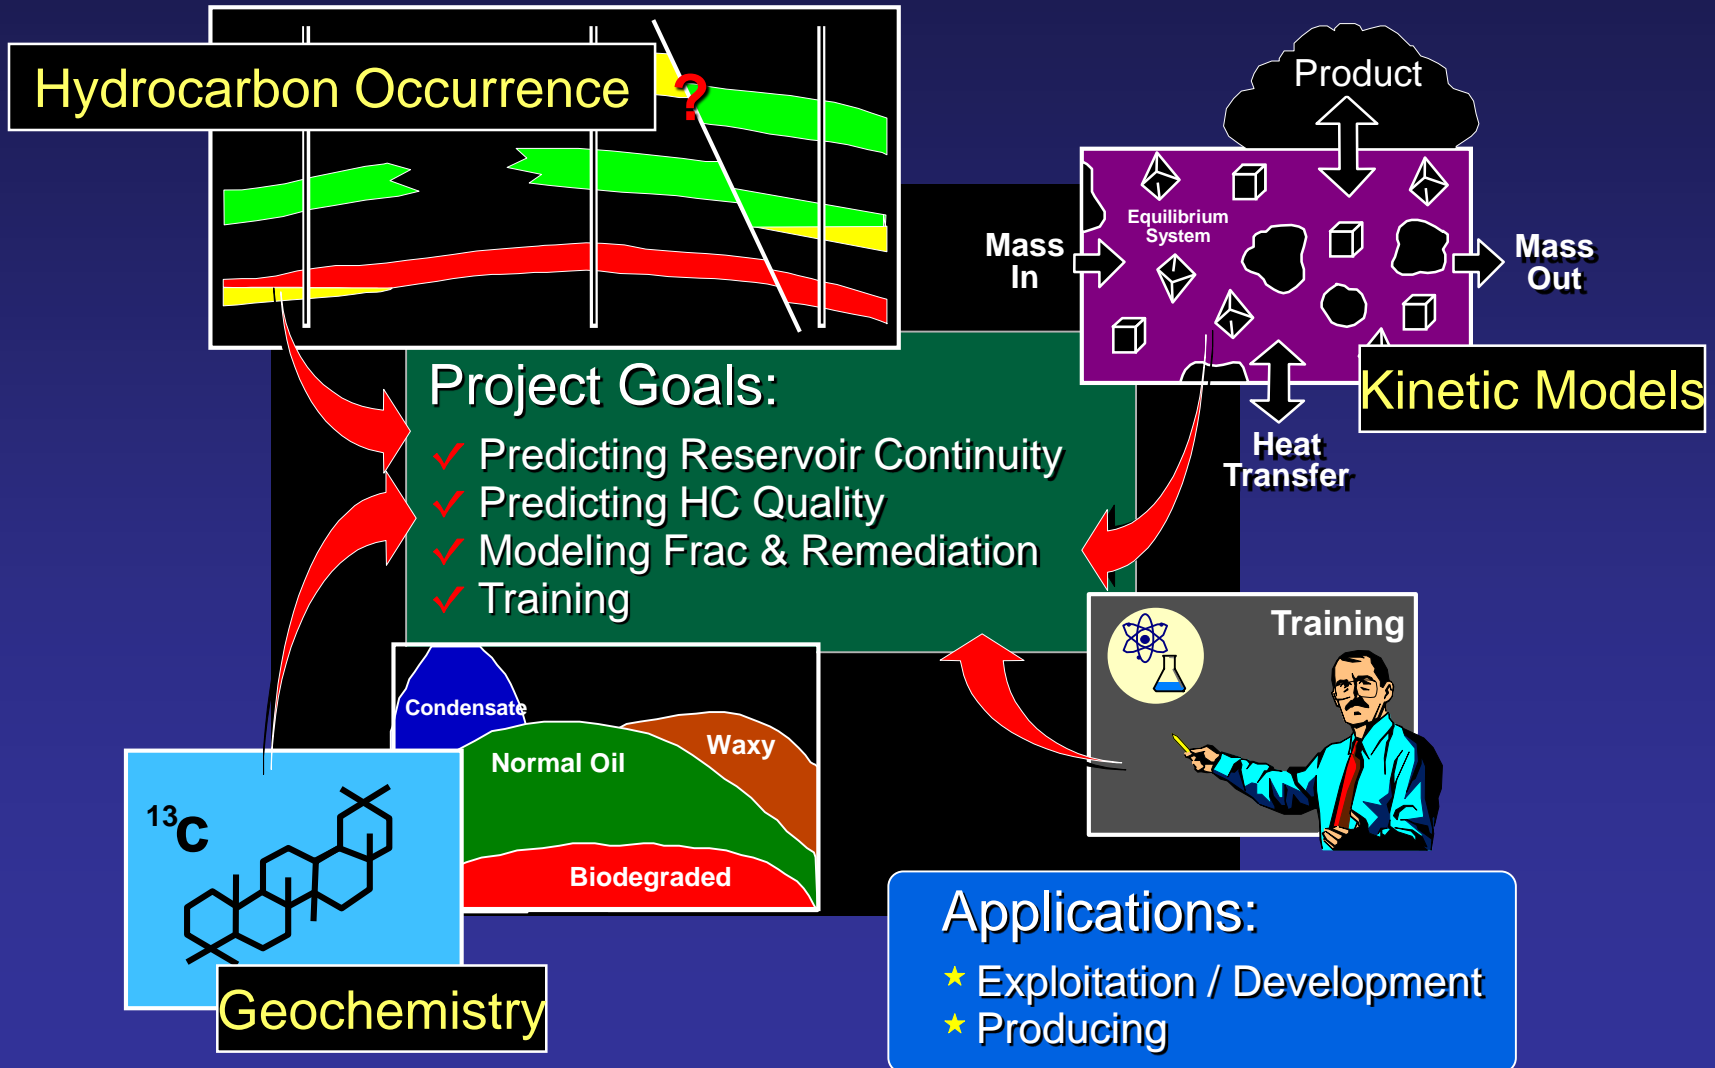 Hydrocarbon Occurrence
?
Product
Equilibrium
System
Mass
In
Mass
Out
Kinetic Models
Heat
Transfer
Project Goals:
✓ Predicting Reservoir Continuity
✓ Predicting HC Quality
✓ Modeling Frac & Remediation
✓ Training
Training
Condensate
Normal Oil
Waxy
Biodegraded
¹³C
Geochemistry
Applications:
★ Exploitation / Development
★ Producing